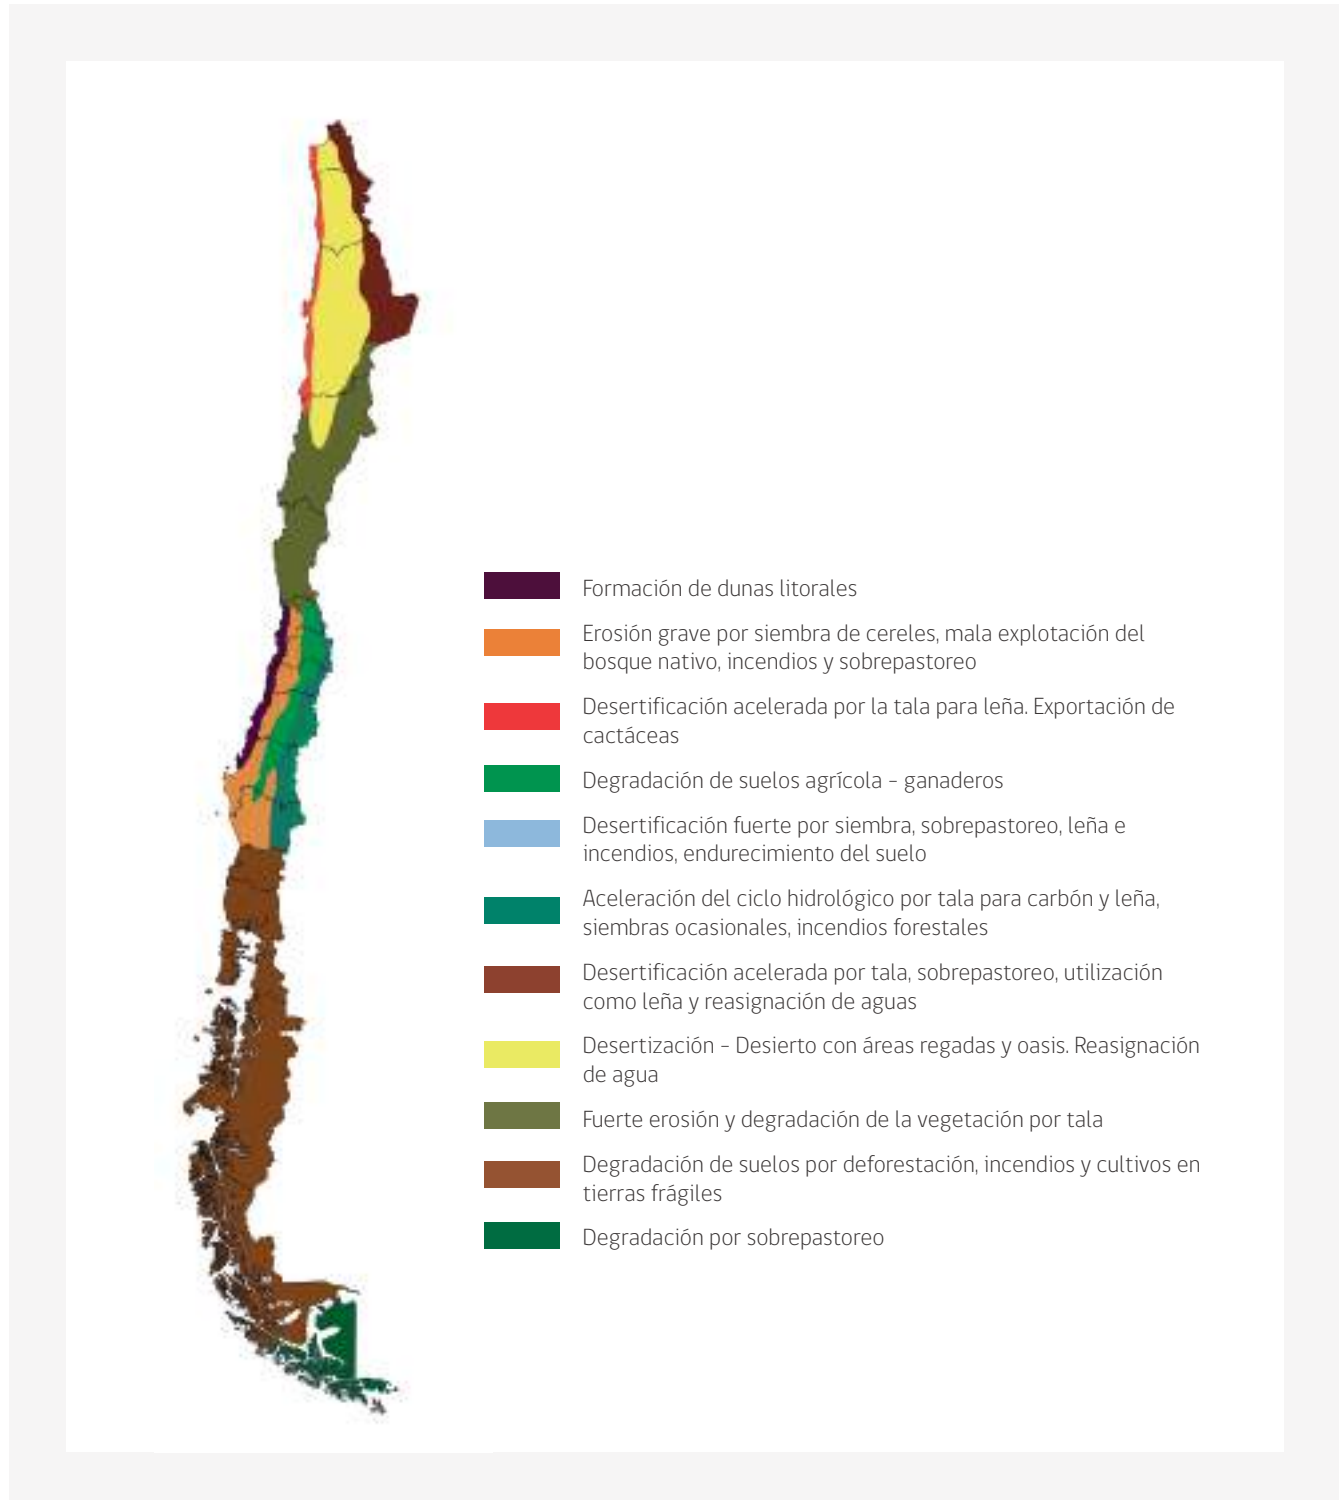 Formación de dunas litorales
Erosión grave por siembra de cereles, mala explotación del
bosque nativo, incendios y sobrepastoreo
Desertificación acelerada por la tala para leña. Exportación de
cactáceas
Degradación de suelos agrícola - ganaderos
Desertificación fuerte por siembra, sobrepastoreo, leña e
incendios, endurecimiento del suelo
Aceleración del ciclo hidrológico por tala para carbón y leña,
siembras ocasionales, incendios forestales
Desertificación acelerada por tala, sobrepastoreo, utilización
como leña y reasignación de aguas
Desertización - Desierto con áreas regadas y oasis. Reasignación
de agua
Fuerte erosión y degradación de la vegetación por tala
Degradación de suelos por deforestación, incendios y cultivos en
tierras frágiles
Degradación por sobrepastoreo